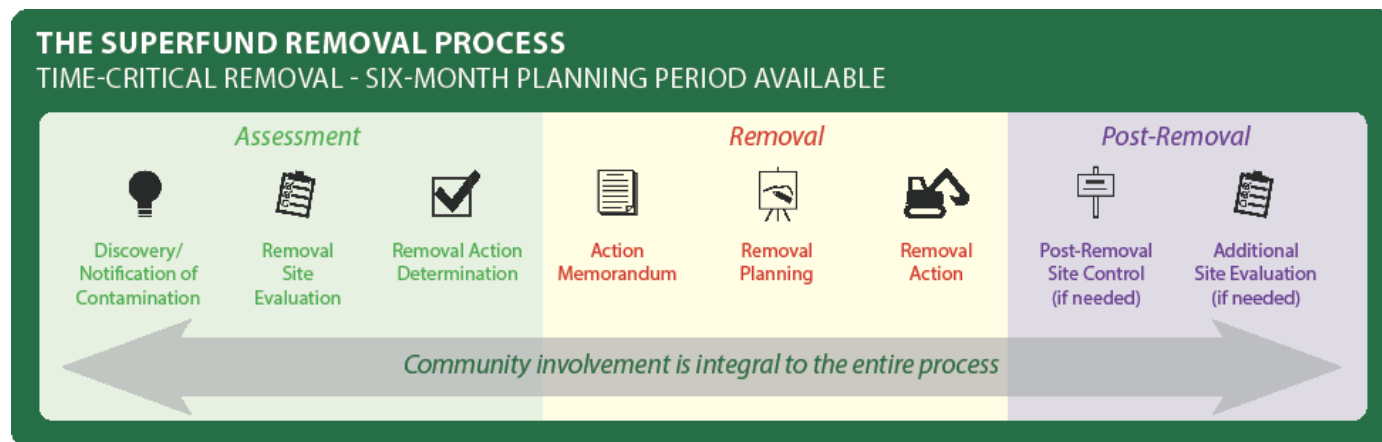 THE SUPERFUND REMOVAL PROCESS
TIME-CRITICAL REMOVAL - SIX-MONTH PLANNING PERIOD AVAILABLE
Assessment
Discovery/
Notification of
Contamination
Removal
Site
Evaluation
Removal Action
Determination
Removal
Action
Memorandum
Removal
Planning
Removal
Action
Post-Removal
Post-Removal
Site Control
(if needed)
Additional
Site Evaluation
(if needed)
Community involvement is integral to the entire process